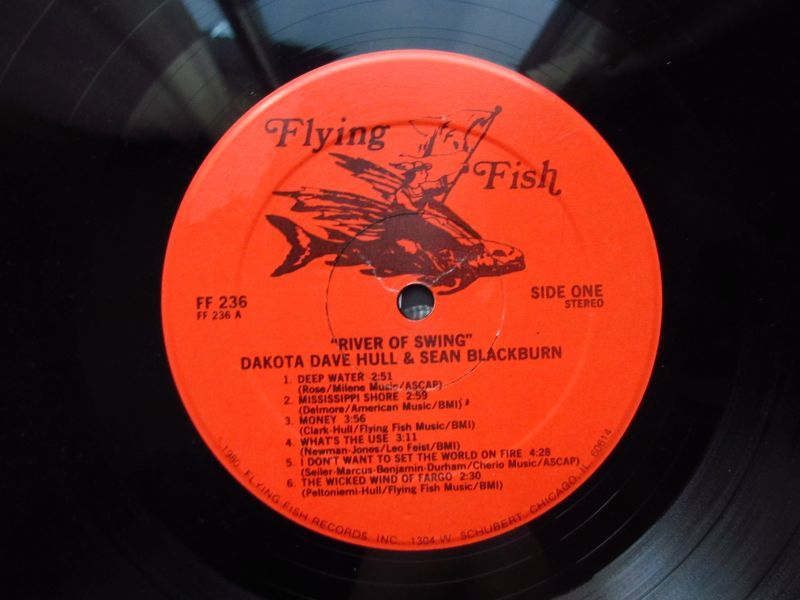 Flying
Fish
FF 236
FF 236 A
SIDE ONE
STEREO
"RIVER OF SWING"
DAKOTA DAVE HULL & SEAN BLACKBURN
1. DEEP WATER 2:51
(Rose/Milene Music/ASCAP)
2. MISSISSIPPI SHORE 2:59
(Delmore/American Music/BMI)
3. MONEY 3:56
(Clark-Hull/Flying Fish Music/BMI)
4. WHAT'S THE USE 3:11
(Newman-Jones/Leo Feist/BMI)
5. I DON'T WANT TO SET THE WORLD ON FIRE 4:28
(Seiler-Marcus-Benjamin-Durham/Cherio Music/ASCAP)
6. THE WICKED WIND OF FARGO 2:30
(Peltoniemi-Hull/Flying Fish Music/BMI)
1980, FLYING FISH RECORDS, INC. 1304 W. SCHUBERT, CHICAGO, IL 60614